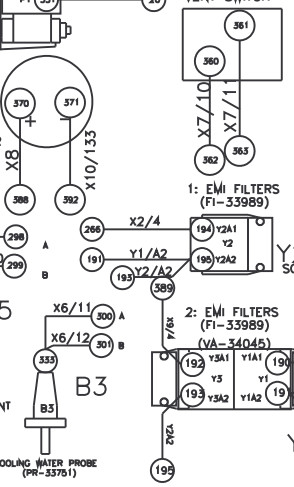 361
360
X7/10
X7/11
370
371
+
X8
X10/133
362
363
388
392
1: EMI FILTERS
(FI-33989)
298
A
266
X2/4
194
Y2A1
Y2
299
B
191
Y1/A2
195
Y2A2
193
Y2/A2
389
X6/11
300
A
X9/4
2: EMI FILTERS
(FI-33989)
X6/12
301
B
(VA-34045)
333
B3
192
Y3A1
Y1A1
190
Y3
Y1
B3
193
Y3A2
Y1A2
Y2A2
OOLING WATER PROBE
(PR-33751)
195